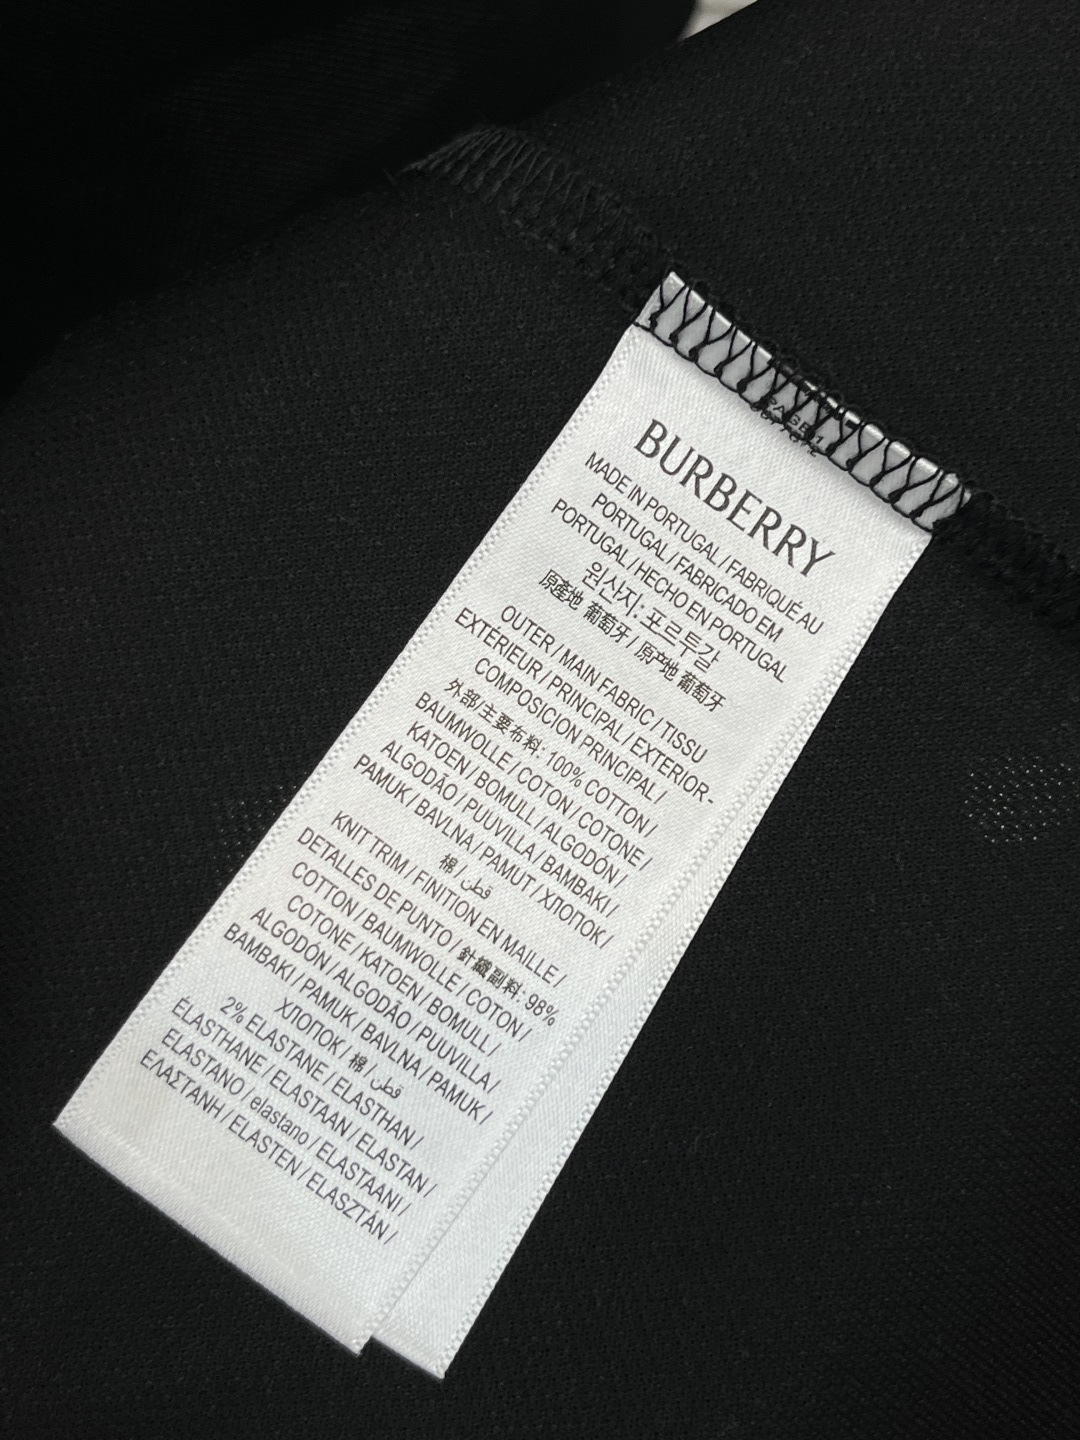 PAGE 1
BURBERRY
MADE IN PORTUGAL / FABRIQUÉ AU
PORTUGAL / FABRICADO EM
PORTUGAL / HECHO EN PORTUGAL
원산지: 포르투갈
原產地 葡萄牙 / 原产地 葡萄牙
OUTER / MAIN FABRIC / TISSU
EXTÉRIEUR / PRINCIPAL / EXTERIOR-
COMPOSICION PRINCIPAL /
外部/主要布料: 100% COTTON /
BAUMWOLLE / COTON / COTONE /
KATOEN / BOMULL / ALGODÓN /
ALGODÃO / PUUVILLA / BAMBAKI /
PAMUK / BAVLNA / PAMUT / ХЛОПОК /
棉 / قطن
KNIT TRIM / FINITION EN MAILLE /
DETALLES DE PUNTO / 針織副料: 98%
COTTON / BAUMWOLLE / COTON /
COTONE / KATOEN / BOMULL /
ALGODÓN / ALGODÃO / PUUVILLA /
BAMBAKI / PAMUK / BAVLNA / PAMUK /
ХЛОПОК / 棉 / قطن
2% ELASTANE / ELASTHAN /
ÉLASTHANE / ELASTAAN / ELASTAN /
ELASTANO / elastano / ELASTAANI /
ΕΛΑΣΤΑΝΗ / ELASTEN / ELASZTÁN /